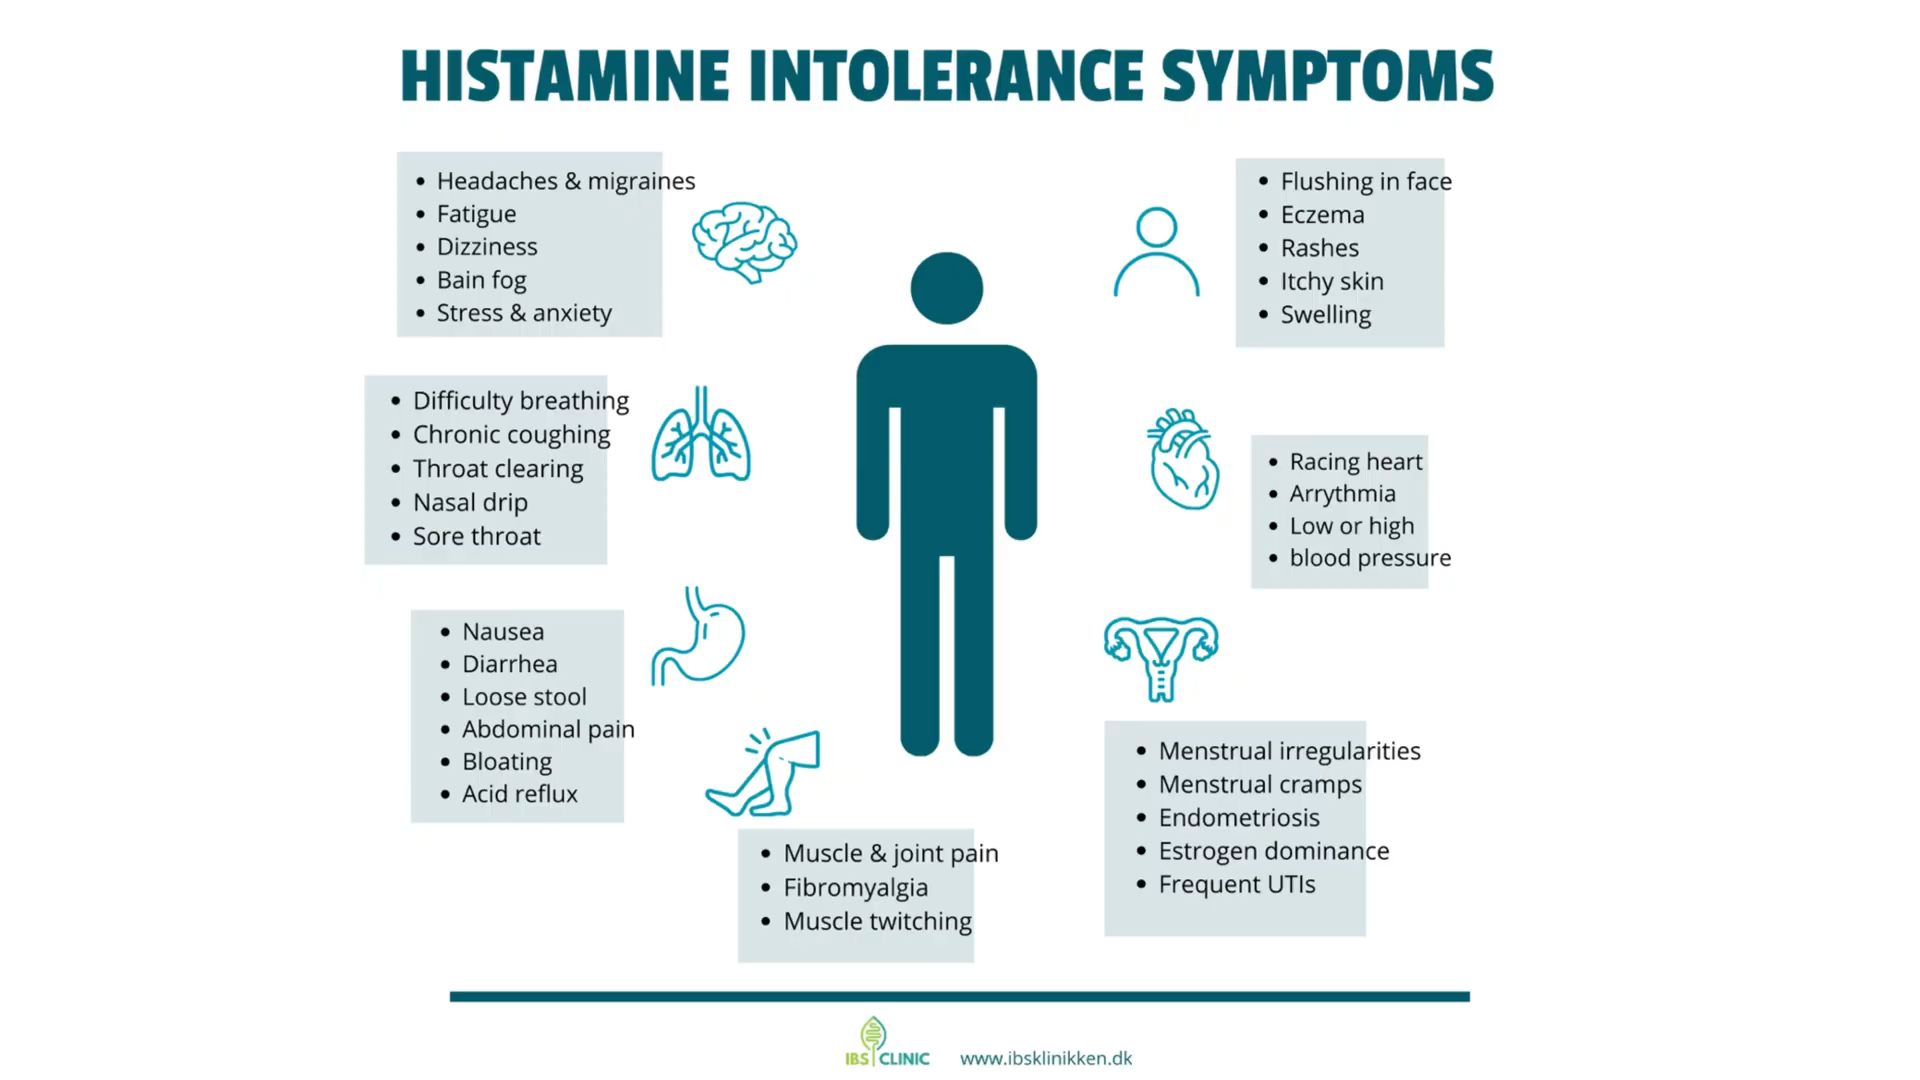 HISTAMINE INTOLERANCE SYMPTOMS
• Headaches & migraines
• Fatigue
• Dizziness
• Bain fog
• Stress & anxiety
• Flushing in face
• Eczema
• Rashes
• Itchy skin
• Swelling
• Difficulty breathing
• Chronic coughing
• Throat clearing
• Nasal drip
• Sore throat
• Racing heart
• Arrythmia
• Low or high
• blood pressure
• Nausea
• Diarrhea
• Loose stool
• Abdominal pain
• Bloating
• Acid reflux
• Menstrual irregularities
• Menstrual cramps
• Endometriosis
• Estrogen dominance
• Frequent UTIs
• Muscle & joint pain
• Fibromyalgia
• Muscle twitching
IBS CLINIC
www.ibsklinikken.dk